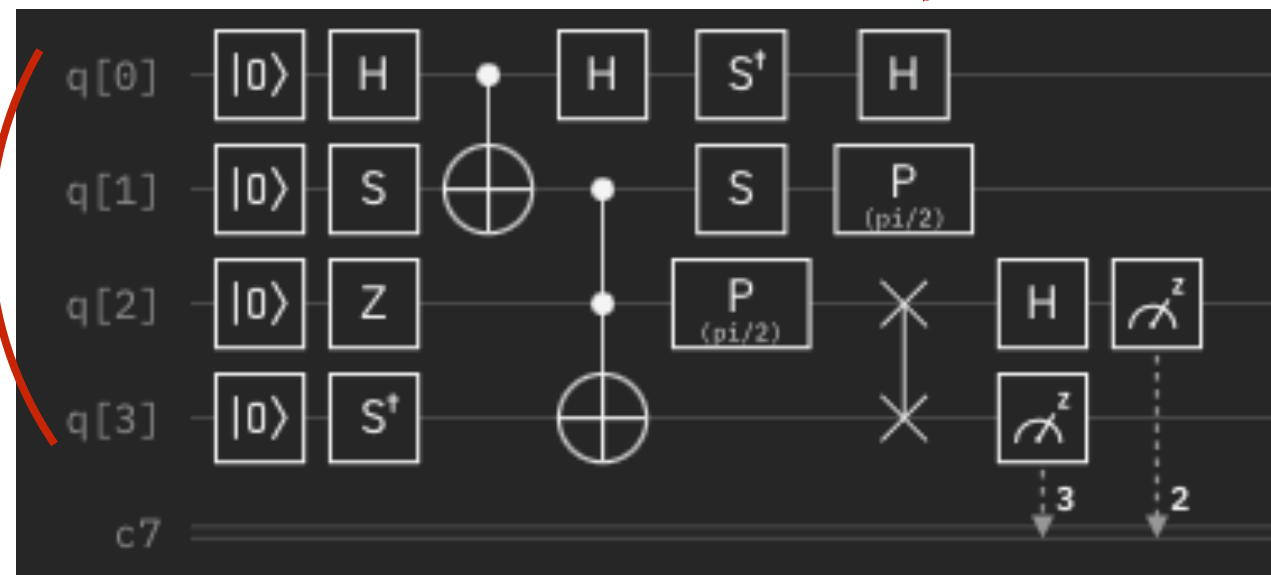 q[0] |0⟩ H H S† H
q[1] |0⟩ S S P
(pi/2)
q[2] |0⟩ Z P H z
(pi/2)
q[3] |0⟩ S† z
3 2
c7